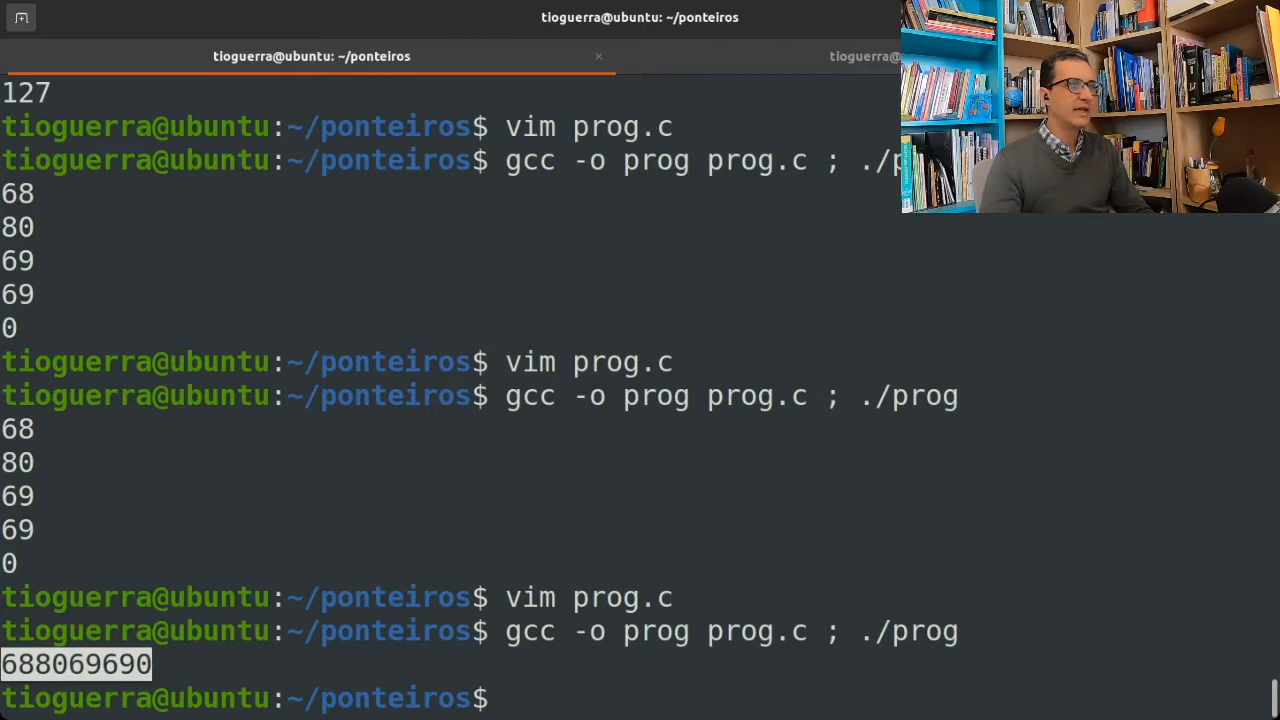 tioguerra@ubuntu: ~/ponteiros
tioguerra@ubuntu: ~/ponteiros × tioguerra@
127
tioguerra@ubuntu:~/ponteiros$ vim prog.c
tioguerra@ubuntu:~/ponteiros$ gcc -o prog prog.c ; ./p
68
80
69
69
0
tioguerra@ubuntu:~/ponteiros$ vim prog.c
tioguerra@ubuntu:~/ponteiros$ gcc -o prog prog.c ; ./prog
68
80
69
69
0
tioguerra@ubuntu:~/ponteiros$ vim prog.c
tioguerra@ubuntu:~/ponteiros$ gcc -o prog prog.c ; ./prog
688069690
tioguerra@ubuntu:~/ponteiros$